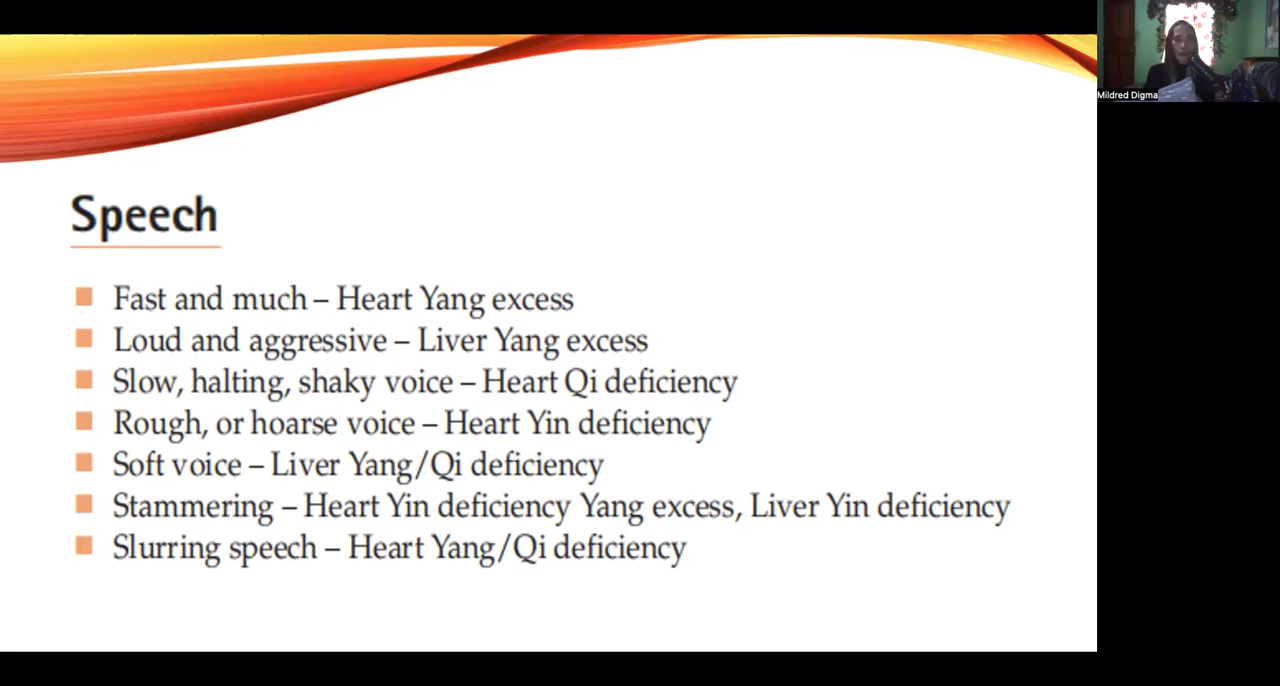 Mildred Digma
Speech
Fast and much – Heart Yang excess
Loud and aggressive – Liver Yang excess
Slow, halting, shaky voice – Heart Qi deficiency
Rough, or hoarse voice – Heart Yin deficiency
Soft voice – Liver Yang/Qi deficiency
Stammering – Heart Yin deficiency Yang excess, Liver Yin deficiency
Slurring speech – Heart Yang/Qi deficiency